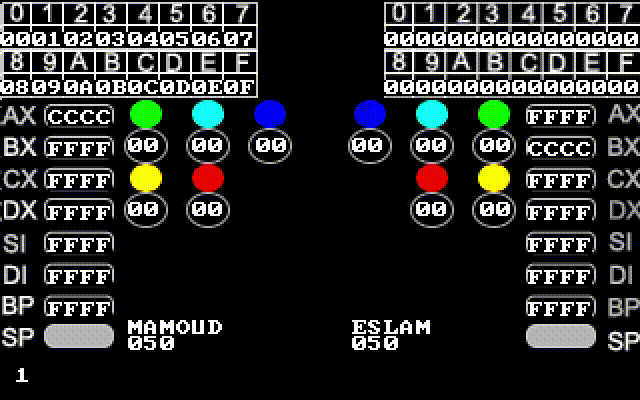 0 1 2 3 4 5 6 7 0 1 2 3 4 5 6 7
0001020304050607 0000000000000000
8 9 A B C D E F 8 9 A B C D E F
08090A0B0C0D0E0F 0000000000000000
AX CCCC FFFF AX
BX FFFF 00 00 00 00 00 00 CCCC BX
CX FFFF FFFF CX
DX FFFF 00 00 00 00 FFFF DX
SI FFFF FFFF SI
DI FFFF FFFF DI
BP FFFF FFFF BP
SP MAMOUD ESLAM SP
050 050
1